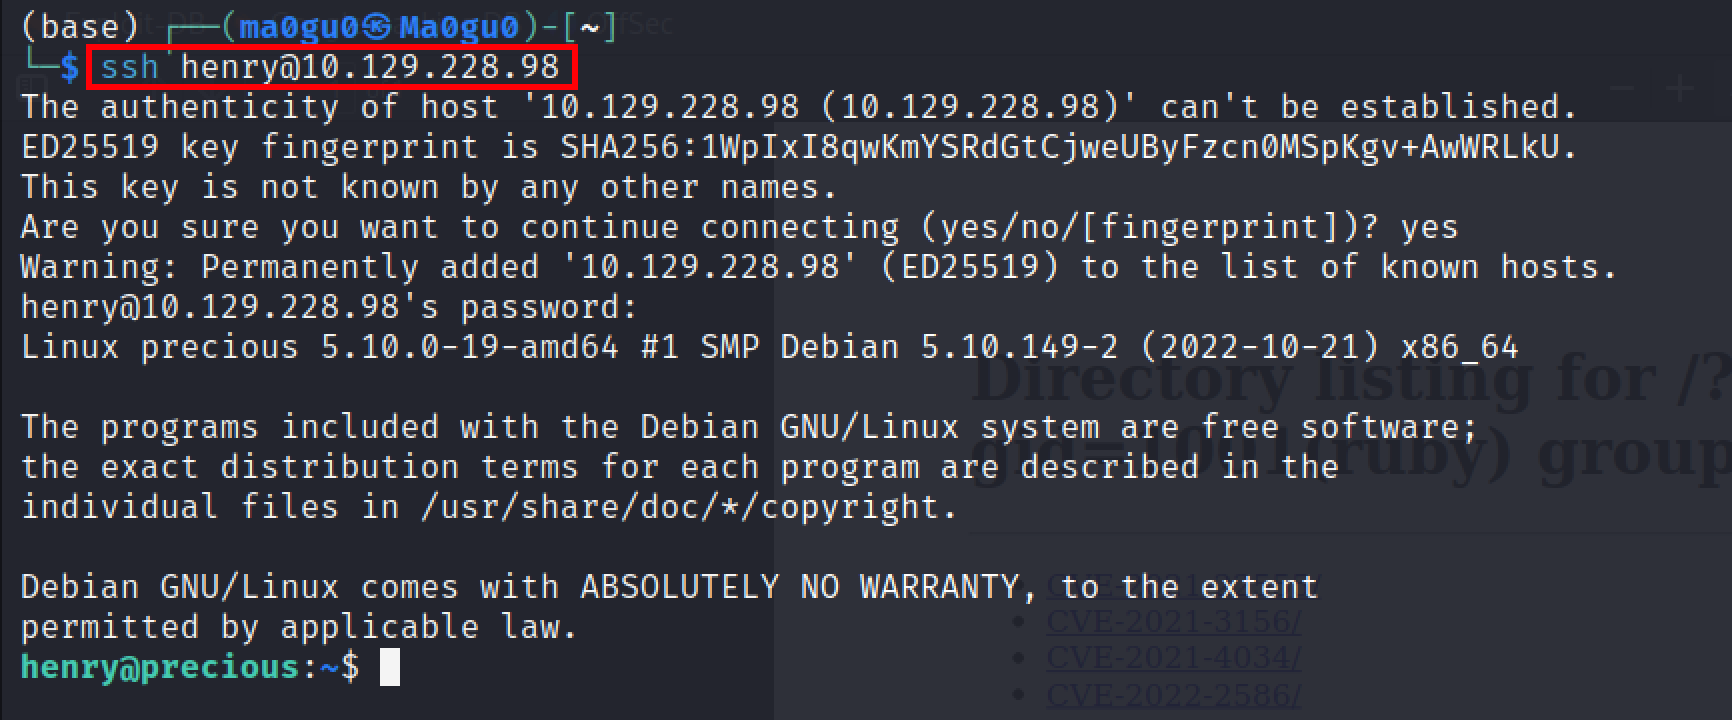 (base) ┌──(ma0gu0㉿Ma0gu0)-[~]
└─$ ssh henry@10.129.228.98
The authenticity of host '10.129.228.98 (10.129.228.98)' can't be established.
ED25519 key fingerprint is SHA256:1WpIxI8qwKmYSRdGtCjweUByFzcn0MSpKgv+AwWRLkU.
This key is not known by any other names.
Are you sure you want to continue connecting (yes/no/[fingerprint])? yes
Warning: Permanently added '10.129.228.98' (ED25519) to the list of known hosts.
henry@10.129.228.98's password:
Linux precious 5.10.0-19-amd64 #1 SMP Debian 5.10.149-2 (2022-10-21) x86_64
Directory listing for /?
The programs included with the Debian GNU/Linux system are free software;
the exact distribution terms for each program are described in the
(ruby) group
individual files in /usr/share/doc/*/copyright.
Debian GNU/Linux comes with ABSOLUTELY NO WARRANTY, to the extent
permitted by applicable law.
CVE-2021-3156/
CVE-2021-4034/
henry@precious:~$
CVE-2022-2586/